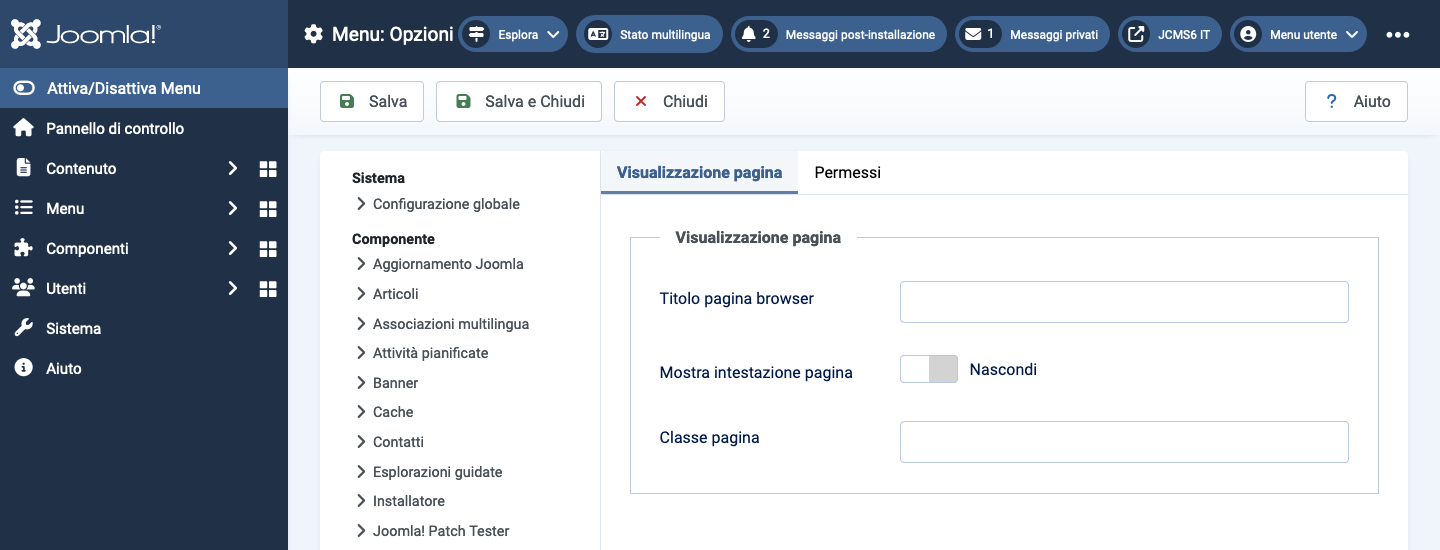 Joomla!®
Menu: Opzioni
Esplora
Stato multilingua
2 Messaggi post-installazione
1 Messaggi privati
JCMS6 IT
Menu utente
Attiva/Disattiva Menu
Pannello di controllo
Contenuto
Menu
Componenti
Utenti
Sistema
Aiuto
Salva
Salva e Chiudi
Chiudi
? Aiuto
Sistema
Configurazione globale
Componente
Aggiornamento Joomla
Articoli
Associazioni multilingua
Attività pianificate
Banner
Cache
Contatti
Esplorazioni guidate
Installatore
Joomla! Patch Tester
Visualizzazione pagina
Permessi
Visualizzazione pagina
Titolo pagina browser
Mostra intestazione pagina
Nascondi
Classe pagina